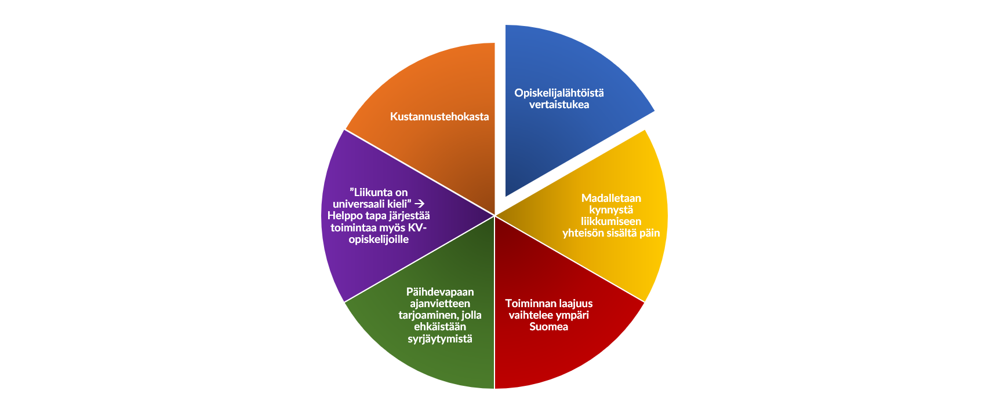 Opiskelijalähtöistä
vertaistukea
Madalletaan
kynnystä
liikkumiseen
yhteisön sisältä päin
Toiminnan laajuus
vaihtelee ympäri
Suomea
Päihdevapaan
ajanvietteen
tarjoaminen, jolla
ehkäistään
syrjäytymistä
”Liikunta on
universaali kieli” →
Helppo tapa järjestää
toimintaa myös KV-
opiskelijoille
Kustannustehokasta